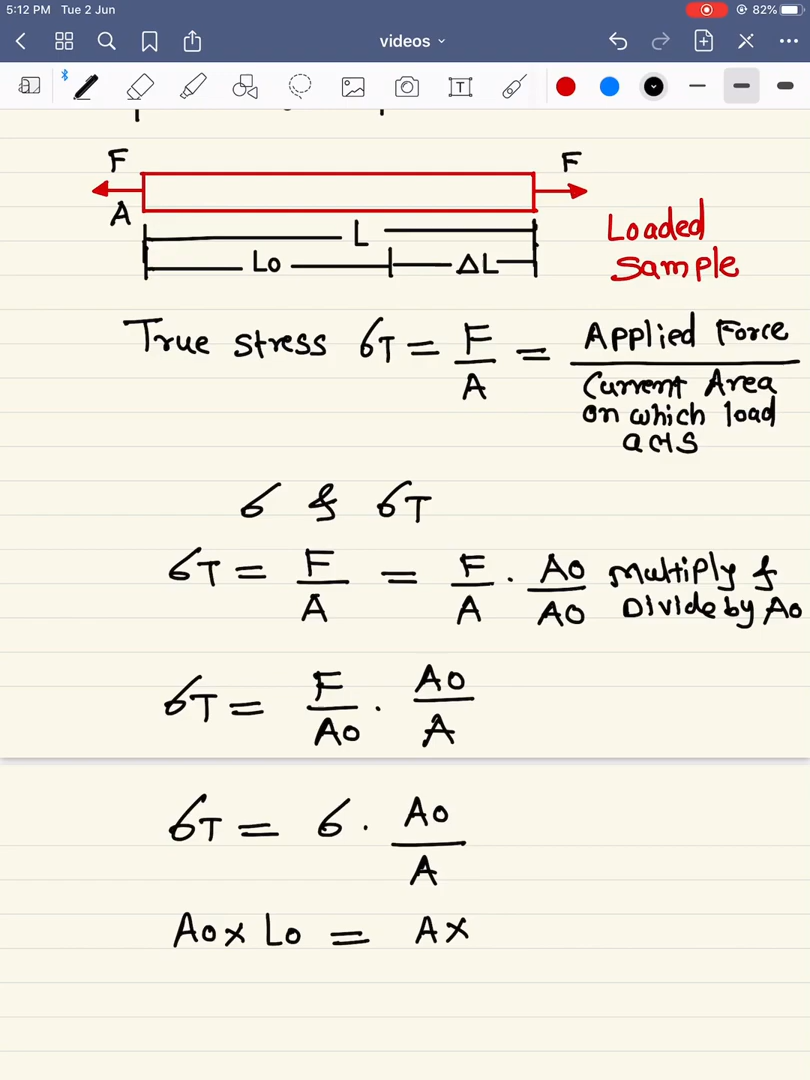 5:12 PM Tue 2 Jun
82%
videos
T
F
F
A
L
Lo
ΔL
Loaded
Sample
True stress σT = F/A = Applied Force / Current Area
on which load
acts
σ & σT
σT = F/A = F/A · Ao/Ao Multiply &
Divide by Ao
σT = F/Ao · Ao/A
σT = σ · Ao/A
Ao x Lo = A x